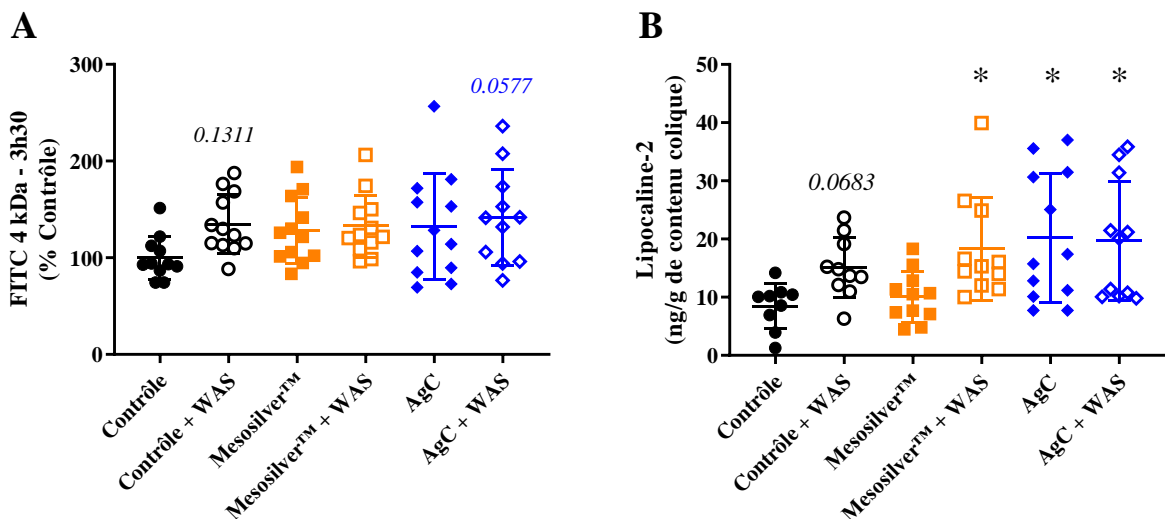 A
FITC 4 kDa - 3h30
(% Contrôle)
300
200
100
0
0.1311
0.0577
Contrôle
Contrôle + WAS
Mesosilver™
Mesosilver™ + WAS
AgC
AgC + WAS
B
Lipocaline-2
(ng/g de contenu colique)
50
40
30
20
10
0
0.0683
*
*
*
Contrôle
Contrôle + WAS
Mesosilver™
Mesosilver™ + WAS
AgC
AgC + WAS